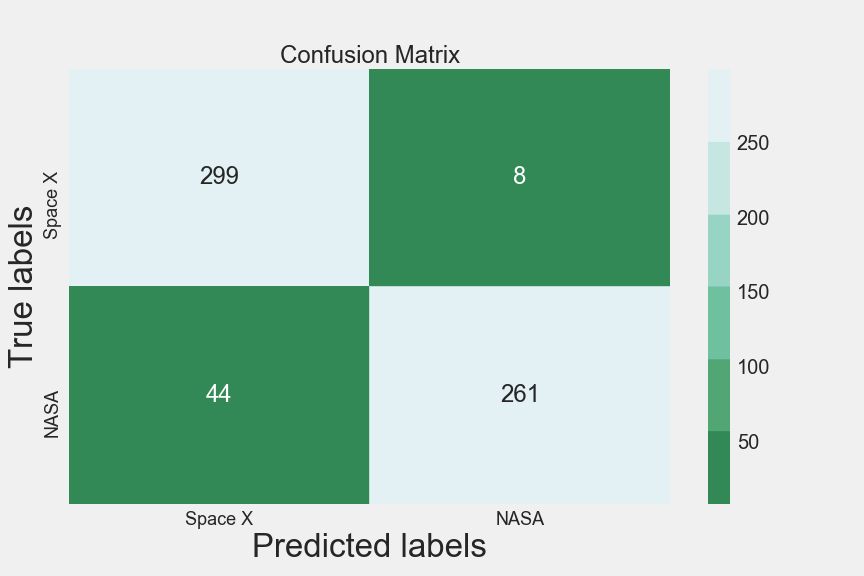 Confusion Matrix
True labels
Space X
299
8
NASA
44
261
Space X
NASA
Predicted labels
250
200
150
100
50